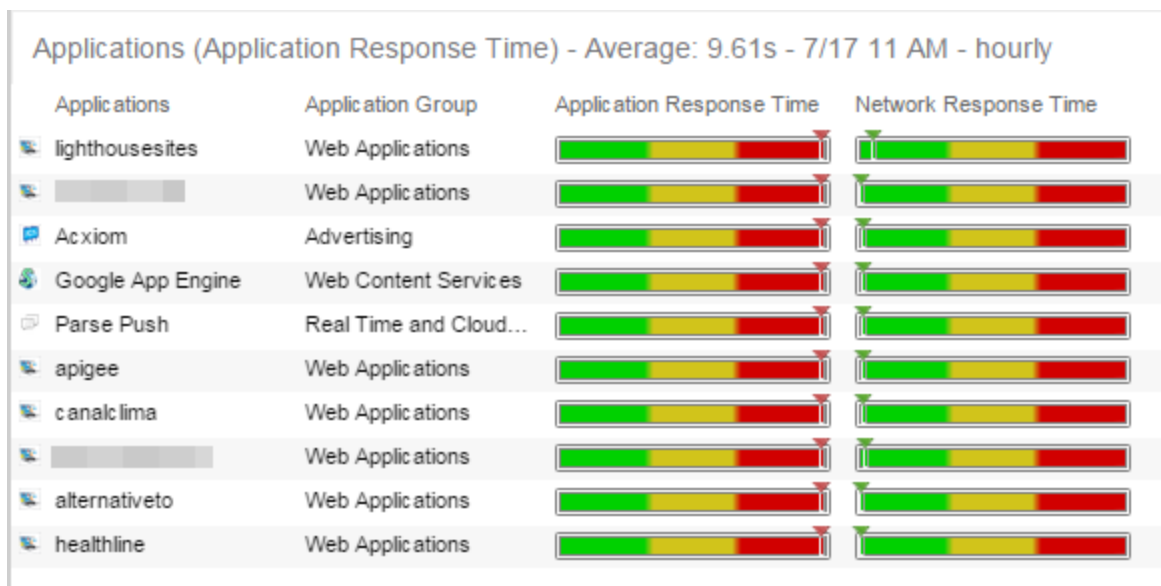 Applications (Application Response Time) - Average: 9.61s - 7/17 11 AM - hourly
Applications Application Group Application Response Time Network Response Time
lighthousesites Web Applications
Web Applications
Acxiom Advertising
Google App Engine Web Content Services
Parse Push Real Time and Cloud...
apigee Web Applications
canalclima Web Applications
Web Applications
alternativeto Web Applications
healthline Web Applications